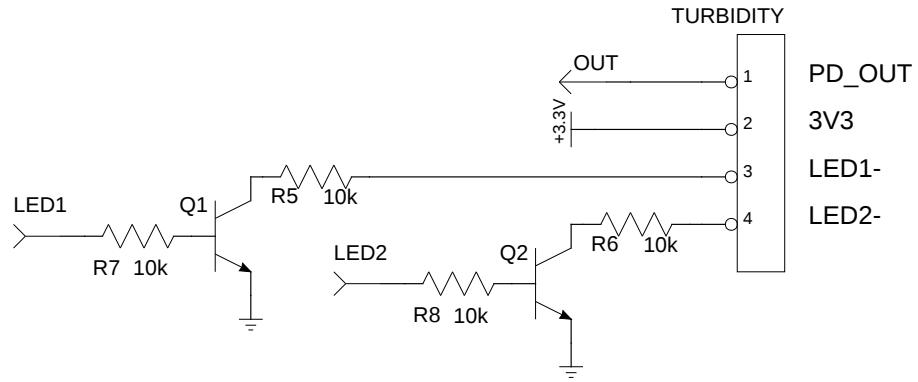 TURBIDITY
OUT
1
PD_OUT
+3.3V
2
3V3
3
LED1-
R5 10k
LED1
Q1
4
LED2-
R6 10k
R7 10k
LED2
Q2
R8 10k